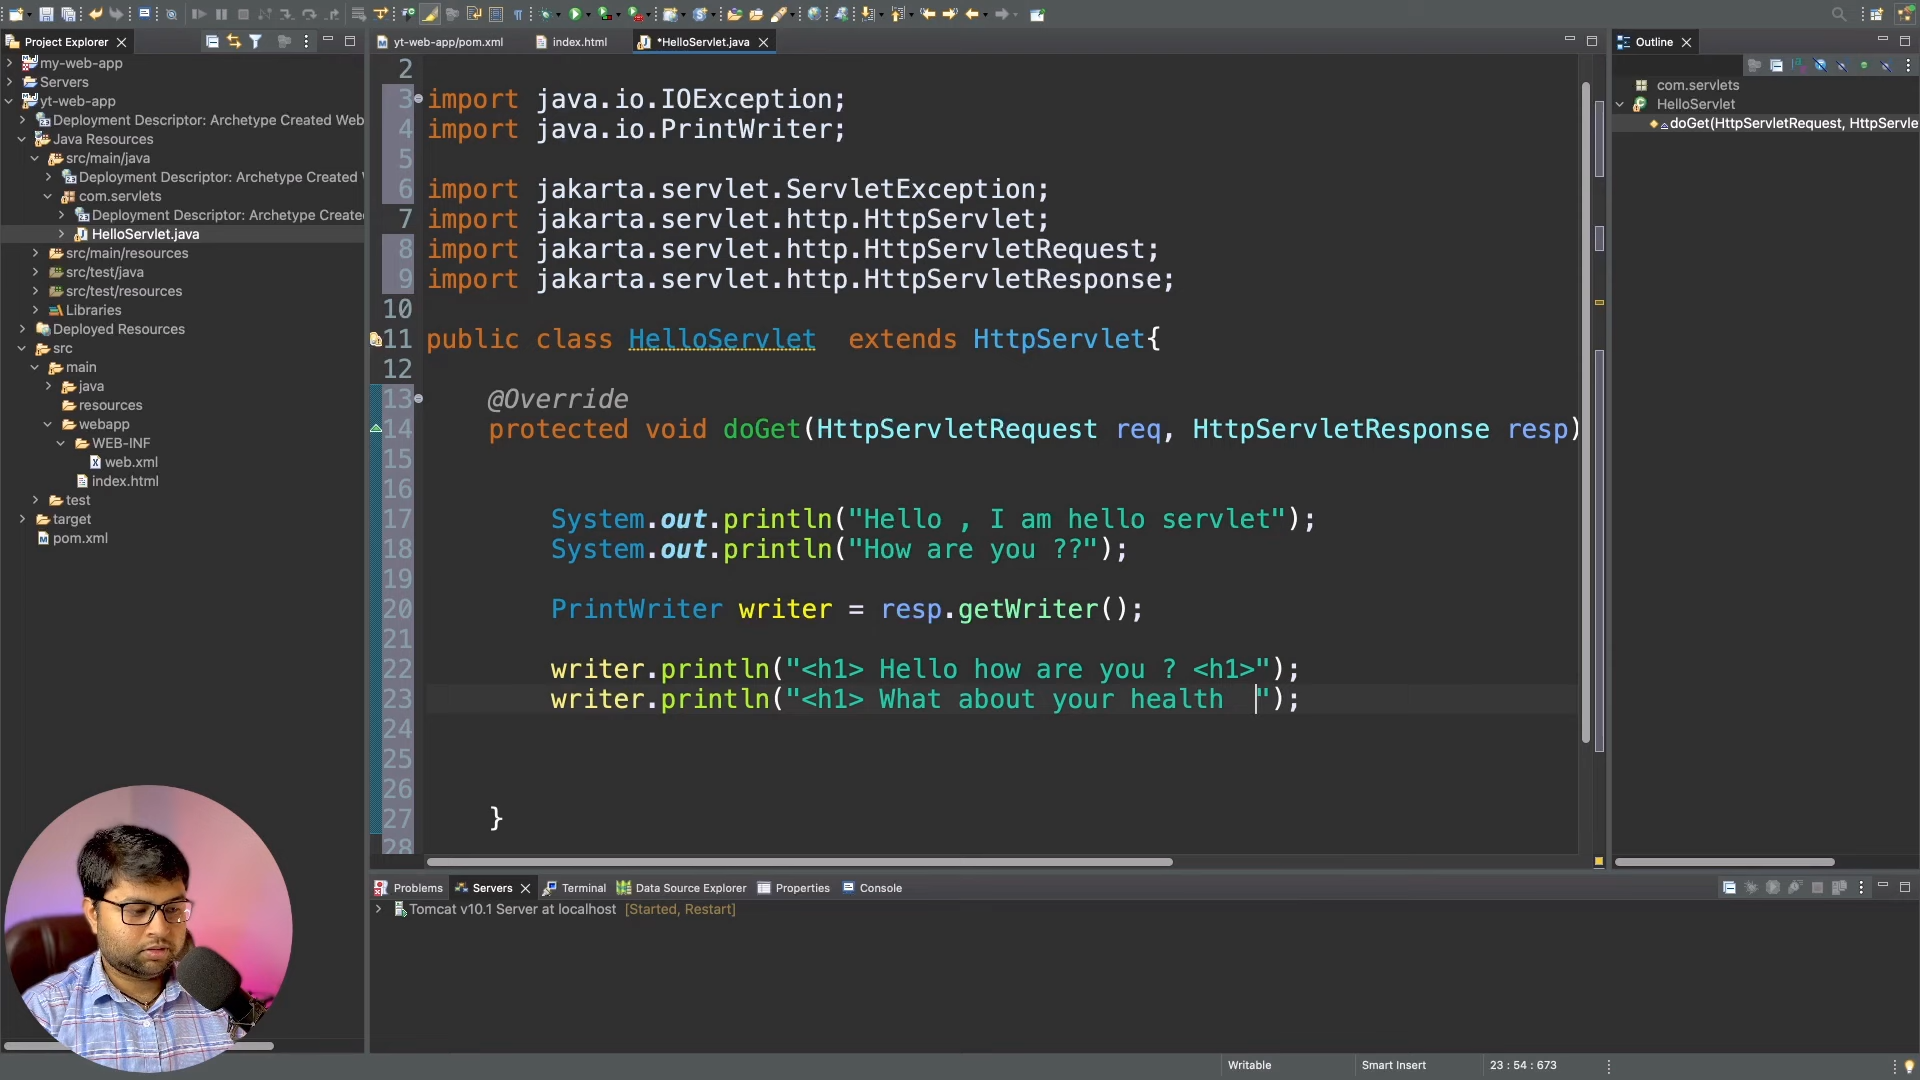 Project Explorer
yt-web-app/pom.xml
index.html
*HelloServlet.java
Outline
my-web-app
Servers
yt-web-app
Deployment Descriptor: Archetype Created Web
Java Resources
src/main/java
Deployment Descriptor: Archetype Created
com.servlets
Deployment Descriptor: Archetype Create
HelloServlet.java
src/main/resources
src/test/java
src/test/resources
Libraries
Deployed Resources
src
main
java
resources
webapp
WEB-INF
web.xml
index.html
test
target
pom.xml
2
3 import java.io.IOException;
4 import java.io.PrintWriter;
5
6 import jakarta.servlet.ServletException;
7 import jakarta.servlet.http.HttpServlet;
8 import jakarta.servlet.http.HttpServletRequest;
9 import jakarta.servlet.http.HttpServletResponse;
10
11 public class HelloServlet extends HttpServlet{
12
13 @Override
14 protected void doGet(HttpServletRequest req, HttpServletResponse resp)
15
16
17 System.out.println("Hello , I am hello servlet");
18 System.out.println("How are you ??");
19
20 PrintWriter writer = resp.getWriter();
21
22 writer.println("<h1> Hello how are you ? <h1>");
23 writer.println("<h1> What about your health  ");
24
25
26
27 }
28
com.servlets
HelloServlet
doGet(HttpServletRequest, HttpServle
Problems
Servers
Terminal
Data Source Explorer
Properties
Console
Tomcat v10.1 Server at localhost [Started, Restart]
Writable
Smart Insert
23 : 54 : 673